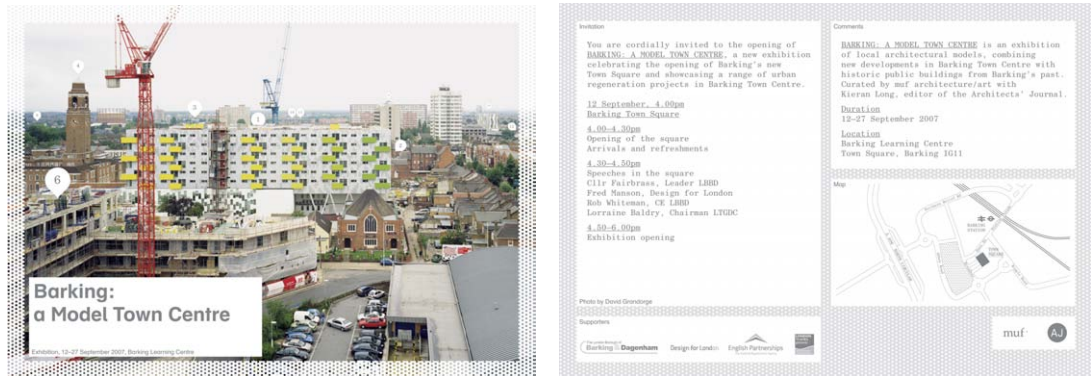 6
3
1
2
6
Barking:
a Model Town Centre
Exhibition, 12–27 September 2007, Barking Learning Centre
Invitation
You are cordially invited to the opening of
BARKING: A MODEL TOWN CENTRE, a new exhibition
celebrating the opening of Barking's new
Town Square and showcasing a range of urban
regeneration projects in Barking Town Centre.
12 September, 4.00pm
Barking Town Square
4.00–4.30pm
Opening of the square
Arrivals and refreshments
4.30–4.50pm
Speeches in the square
Cllr Fairbrass, Leader LBBD
Fred Manson, Design for London
Rob Whiteman, CE LBBD
Lorraine Baldry, Chairman LTGDC
4.50–6.00pm
Exhibition opening
Photo by David Grandorge
Supporters
Barking & Dagenham
Design for London
English Partnerships
Comments
BARKING: A MODEL TOWN CENTRE is an exhibition
of local architectural models, combining
new developments in Barking Town Centre with
historic public buildings from Barking's past.
Curated by muf architecture/art with
Kieran Long, editor of the Architects' Journal.
Duration
12–27 September 2007
Location
Barking Learning Centre
Town Square, Barking IG11
Map
BARKING
STATION
TOWN
SQUARE
muf
AJ